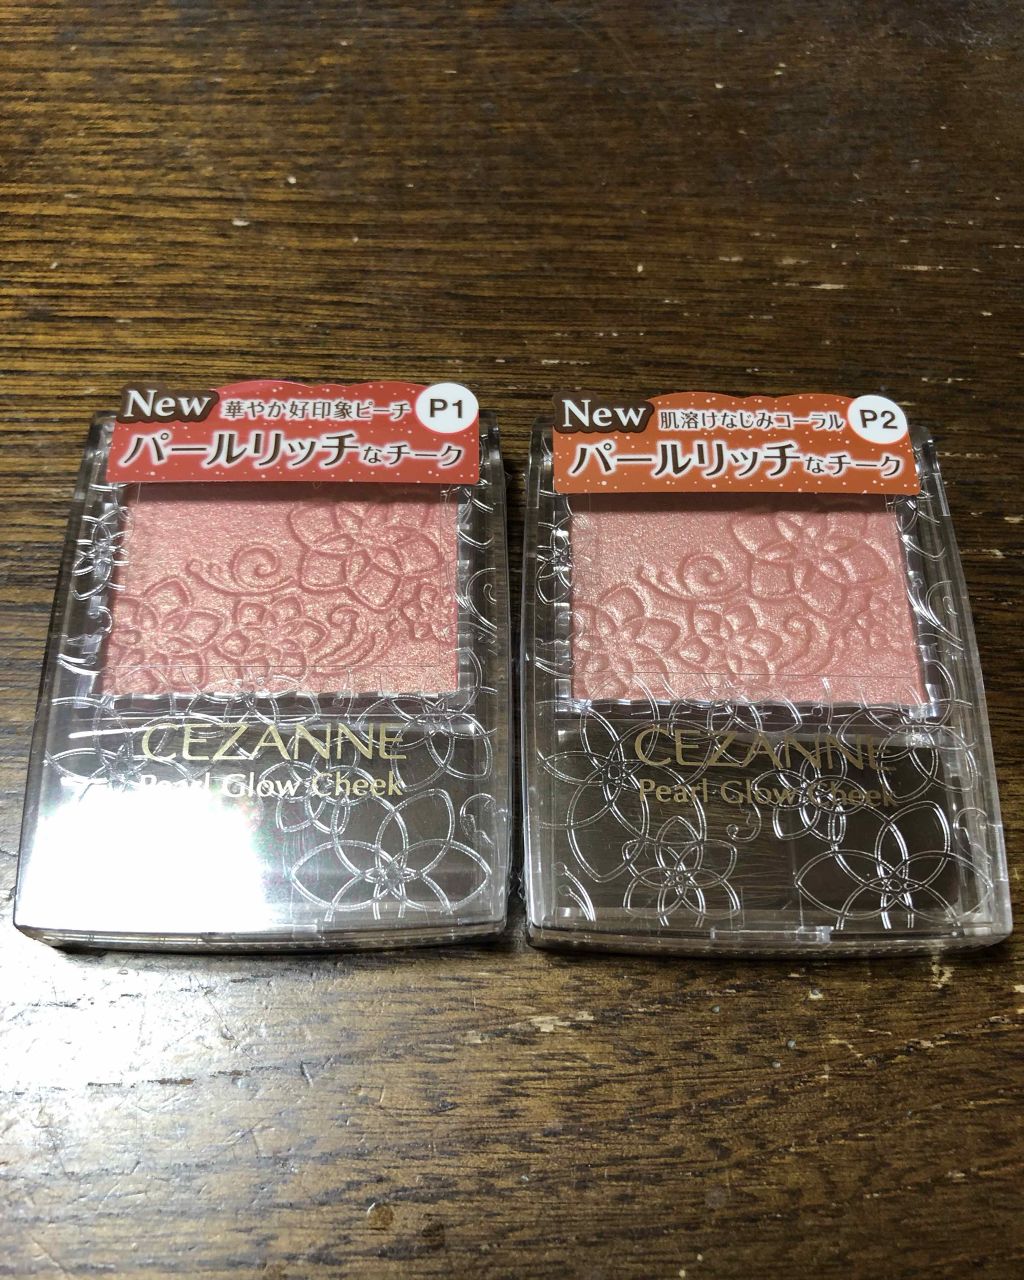 New 華やか好印象ピーチ P1
パールリッチなチーク
CEZANNE
Pearl Glow Cheek
New 肌溶けなじみコーラル P2
パールリッチなチーク
CEZANNE
Pearl Glow Cheek